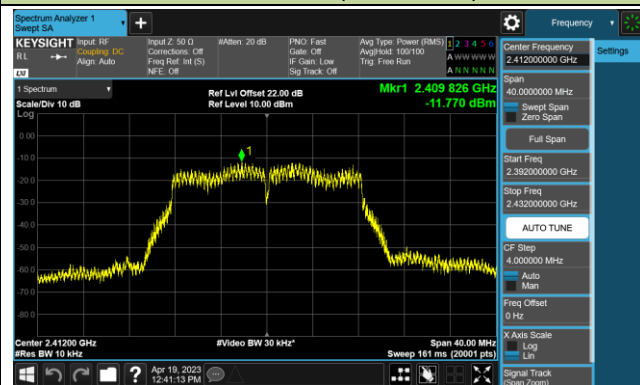 Spectrum Analyzer 1
Swept SA
Frequency
KEYSIGHT
RL
LXI
Input: RF
Coupling: DC
Align: Auto
Input Z: 50 Ω
Corrections: Off
Freq Ref: Int (S)
NFE: Off
#Atten: 20 dB
PNO: Fast
Gate: Off
IF Gain: Low
Sig Track: Off
Avg Type: Power (RMS)
Avg|Hold: 100/100
Trig: Free Run
1 2 3 4 5 6
A W W W W W
A N N N N N
Center Frequency
2.412000000 GHz
Settings
Span
40.0000000 MHz
Swept Span
Zero Span
Full Span
Start Freq
2.392000000 GHz
Stop Freq
2.432000000 GHz
AUTO TUNE
CF Step
4.000000 MHz
Auto
Man
Freq Offset
0 Hz
X Axis Scale
Log
Lin
Signal Track
(Span Zoom)
1 Spectrum
Scale/Div 10 dB
Ref Lvl Offset 22.00 dB
Ref Level 10.00 dBm
Mkr1 2.409 826 GHz
-11.770 dBm
Log
0.00
-10.0
-20.0
-30.0
-40.0
-50.0
-60.0
-70.0
-80.0
1
Center 2.41200 GHz
#Res BW 10 kHz
#Video BW 30 kHz*
Span 40.00 MHz
Sweep 161 ms (20001 pts)
?
Apr 19, 2023
12:41:13 PM